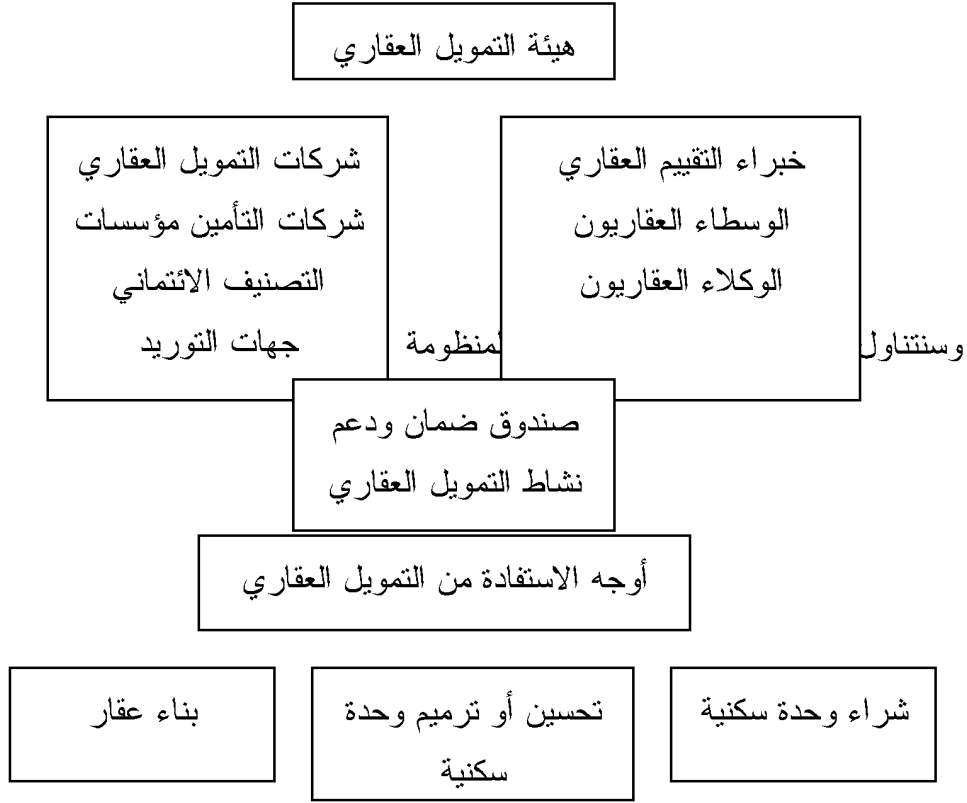 هيئة التمويل العقاري
خبراء التقييم العقاري
الوسطاء العقاريون
الوكلاء العقاريون
شركات التمويل العقاري
شركات التأمين مؤسسات
التصنيف الائتماني
جهات التوريد
وسنتناول لمنظومة
صندوق ضمان ودعم
نشاط التمويل العقاري
أوجه الاستفادة من التمويل العقاري
شراء وحدة سكنية
تحسين أو ترميم وحدة
سكنية
بناء عقار